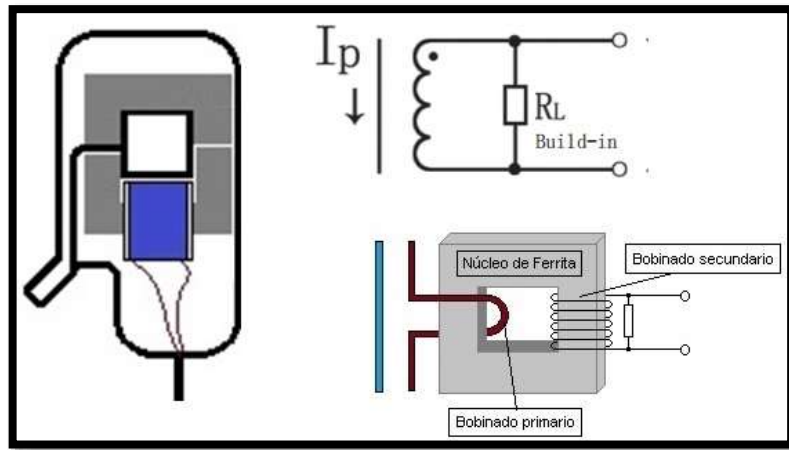 Ip
RL
Build-in
Núcleo de Ferrita
Bobinado secundario
Bobinado primario